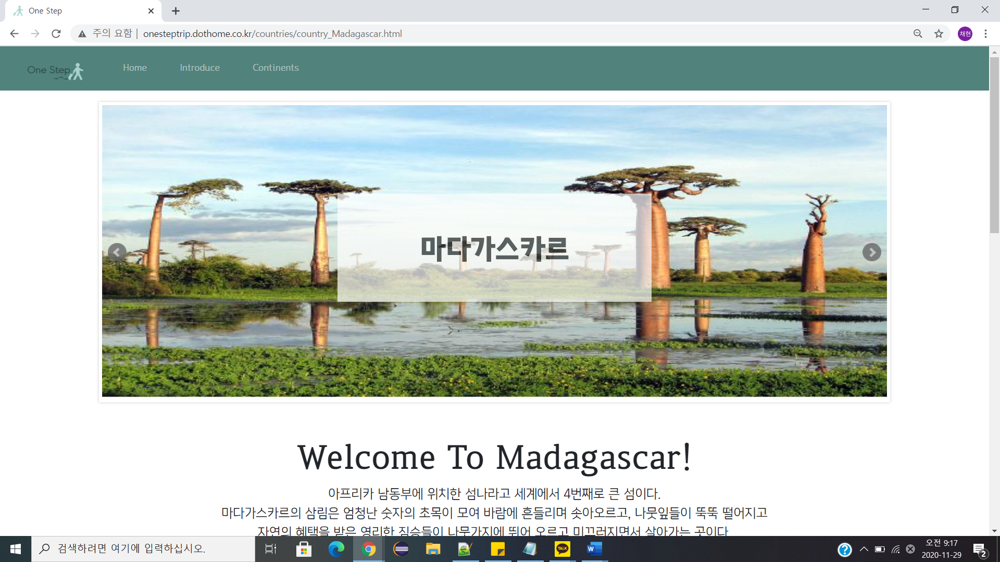 One Step
주의 요함 | onesteptrip.dothome.co.kr/countries/country_Madagascar.html
채현
One Step
Home Introduce Continents
마다가스카르
Welcome To Madagascar!
아프리카 남동부에 위치한 섬나라고 세계에서 4번째로 큰 섬이다.
마다가스카르의 삼림은 엄청난 숫자의 초목이 모여 바람에 흔들리며 솟아오르고, 나뭇잎들이 뚝뚝 떨어지고
자연의 혜택을 받은 영리한 짐승들이 나뭇가지에 뛰어 오르고 미끄러지면서 살아가는 곳이다
검색하려면 여기에 입력하십시오.
TALK
W
오전 9:17
2020-11-29
2